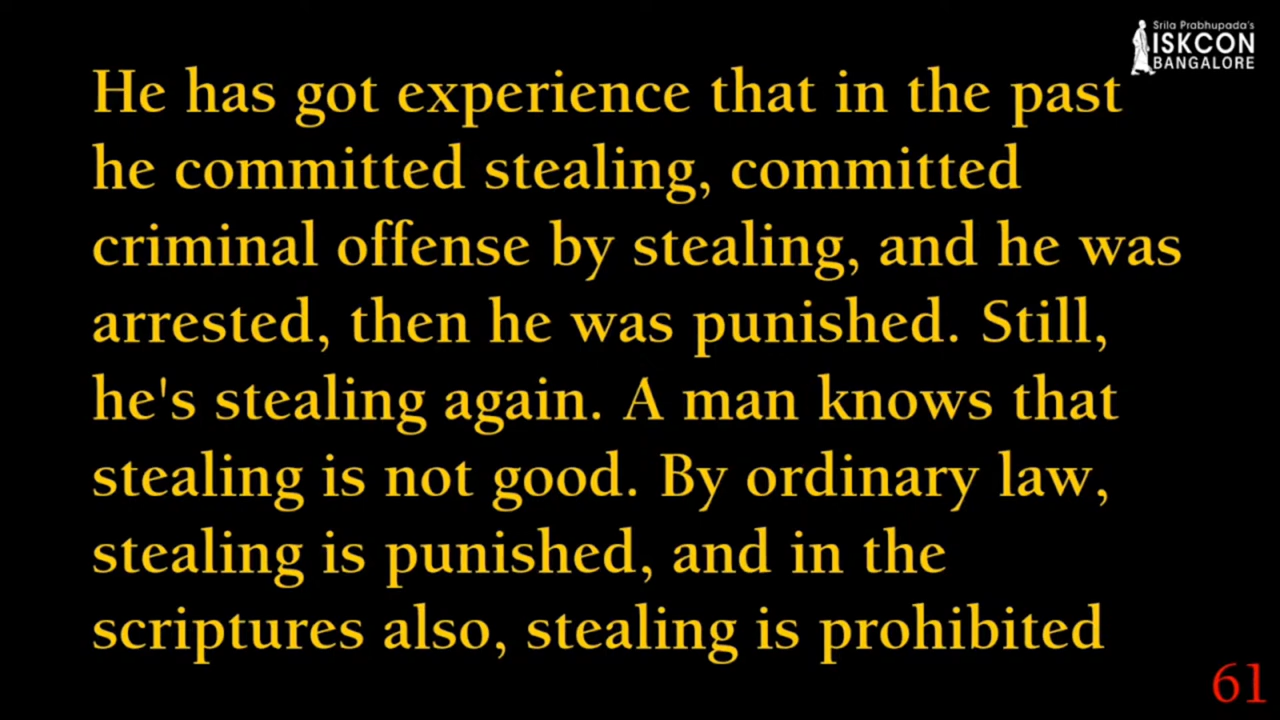 Srila Prabhupada's
ISKCON
BANGALORE
He has got experience that in the past
he committed stealing, committed
criminal offense by stealing, and he was
arrested, then he was punished. Still,
he's stealing again. A man knows that
stealing is not good. By ordinary law,
stealing is punished, and in the
scriptures also, stealing is prohibited
61